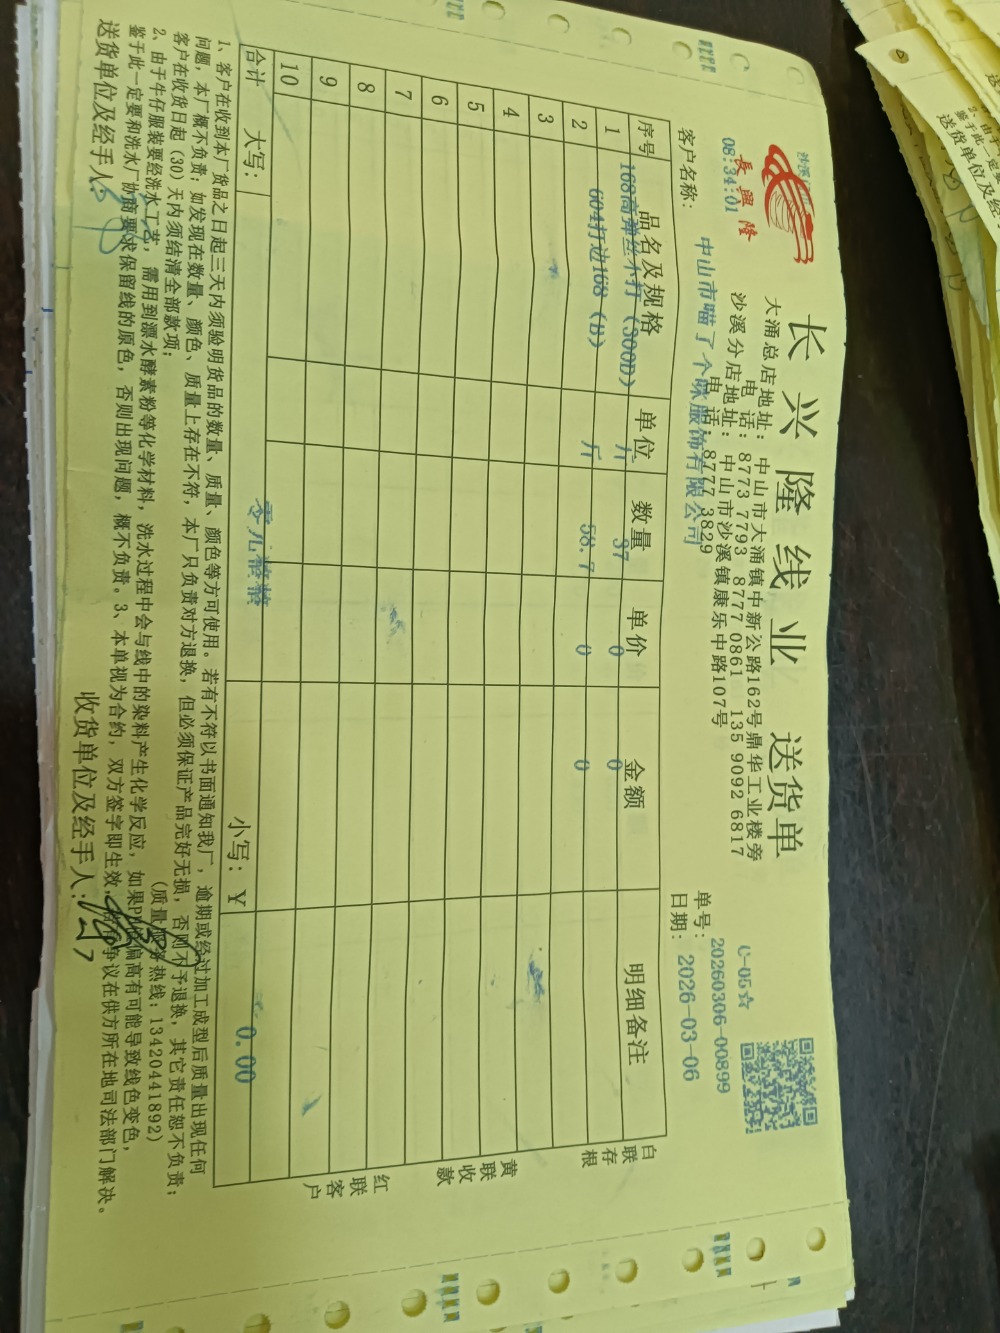 长兴隆线业 送货单
沙溪
長興隆
08:34:01
大涌总店地址：中山市大涌镇中新公路162号鼎华工业楼旁
电 话：8773 7793 8777 0861 135 9092 6817
沙溪分店地址：中山市沙溪镇康乐中路107号
电 话：8777 3829
C-05☆
单号：20260306-00899
客户名称：中山市喵了个咪服饰有限公司
日期：2026-03-06
序号 品名及规格 单位 数量 单价 金额 明细备注
1 168高弹丝不打（300D） 斤 37 0 0
2 604打边168（B） 斤 58.7 0 0
3
4
5
6
7
8
9
10
合计 大写： 零元整 小写：¥ 0.00
白联存根
黄联收款
红联客户
1、客户在收到本厂货品之日起三天内须验明货品的数量、质量、颜色等方可使用。若有不符以书面通知我厂，逾期或经过加工成型后质量出现任何
问题，本厂概不负责；如发现在数量、颜色、质量上存在不符，本厂只负责对方退换，但必须保证产品完好无损，否则不予退换，其它责任恕不负责；
客户在收货日起（30）天内须结清全部款项； （质量服务热线：13420441892）
2、由于牛仔服装要经洗水工艺，需用到漂水酵素粉等化学材料，洗水过程中会与线中的染料产生化学反应，如果PH值偏高有可能导致线色变色，
鉴于此一定要和洗水厂协商要求保留线的原色，否则出现问题，概不负责。3、本单视为合约，双方签字即生效，如有争议在供方所在地司法部门解决。
送货单位及经手人： 收货单位及经手人：